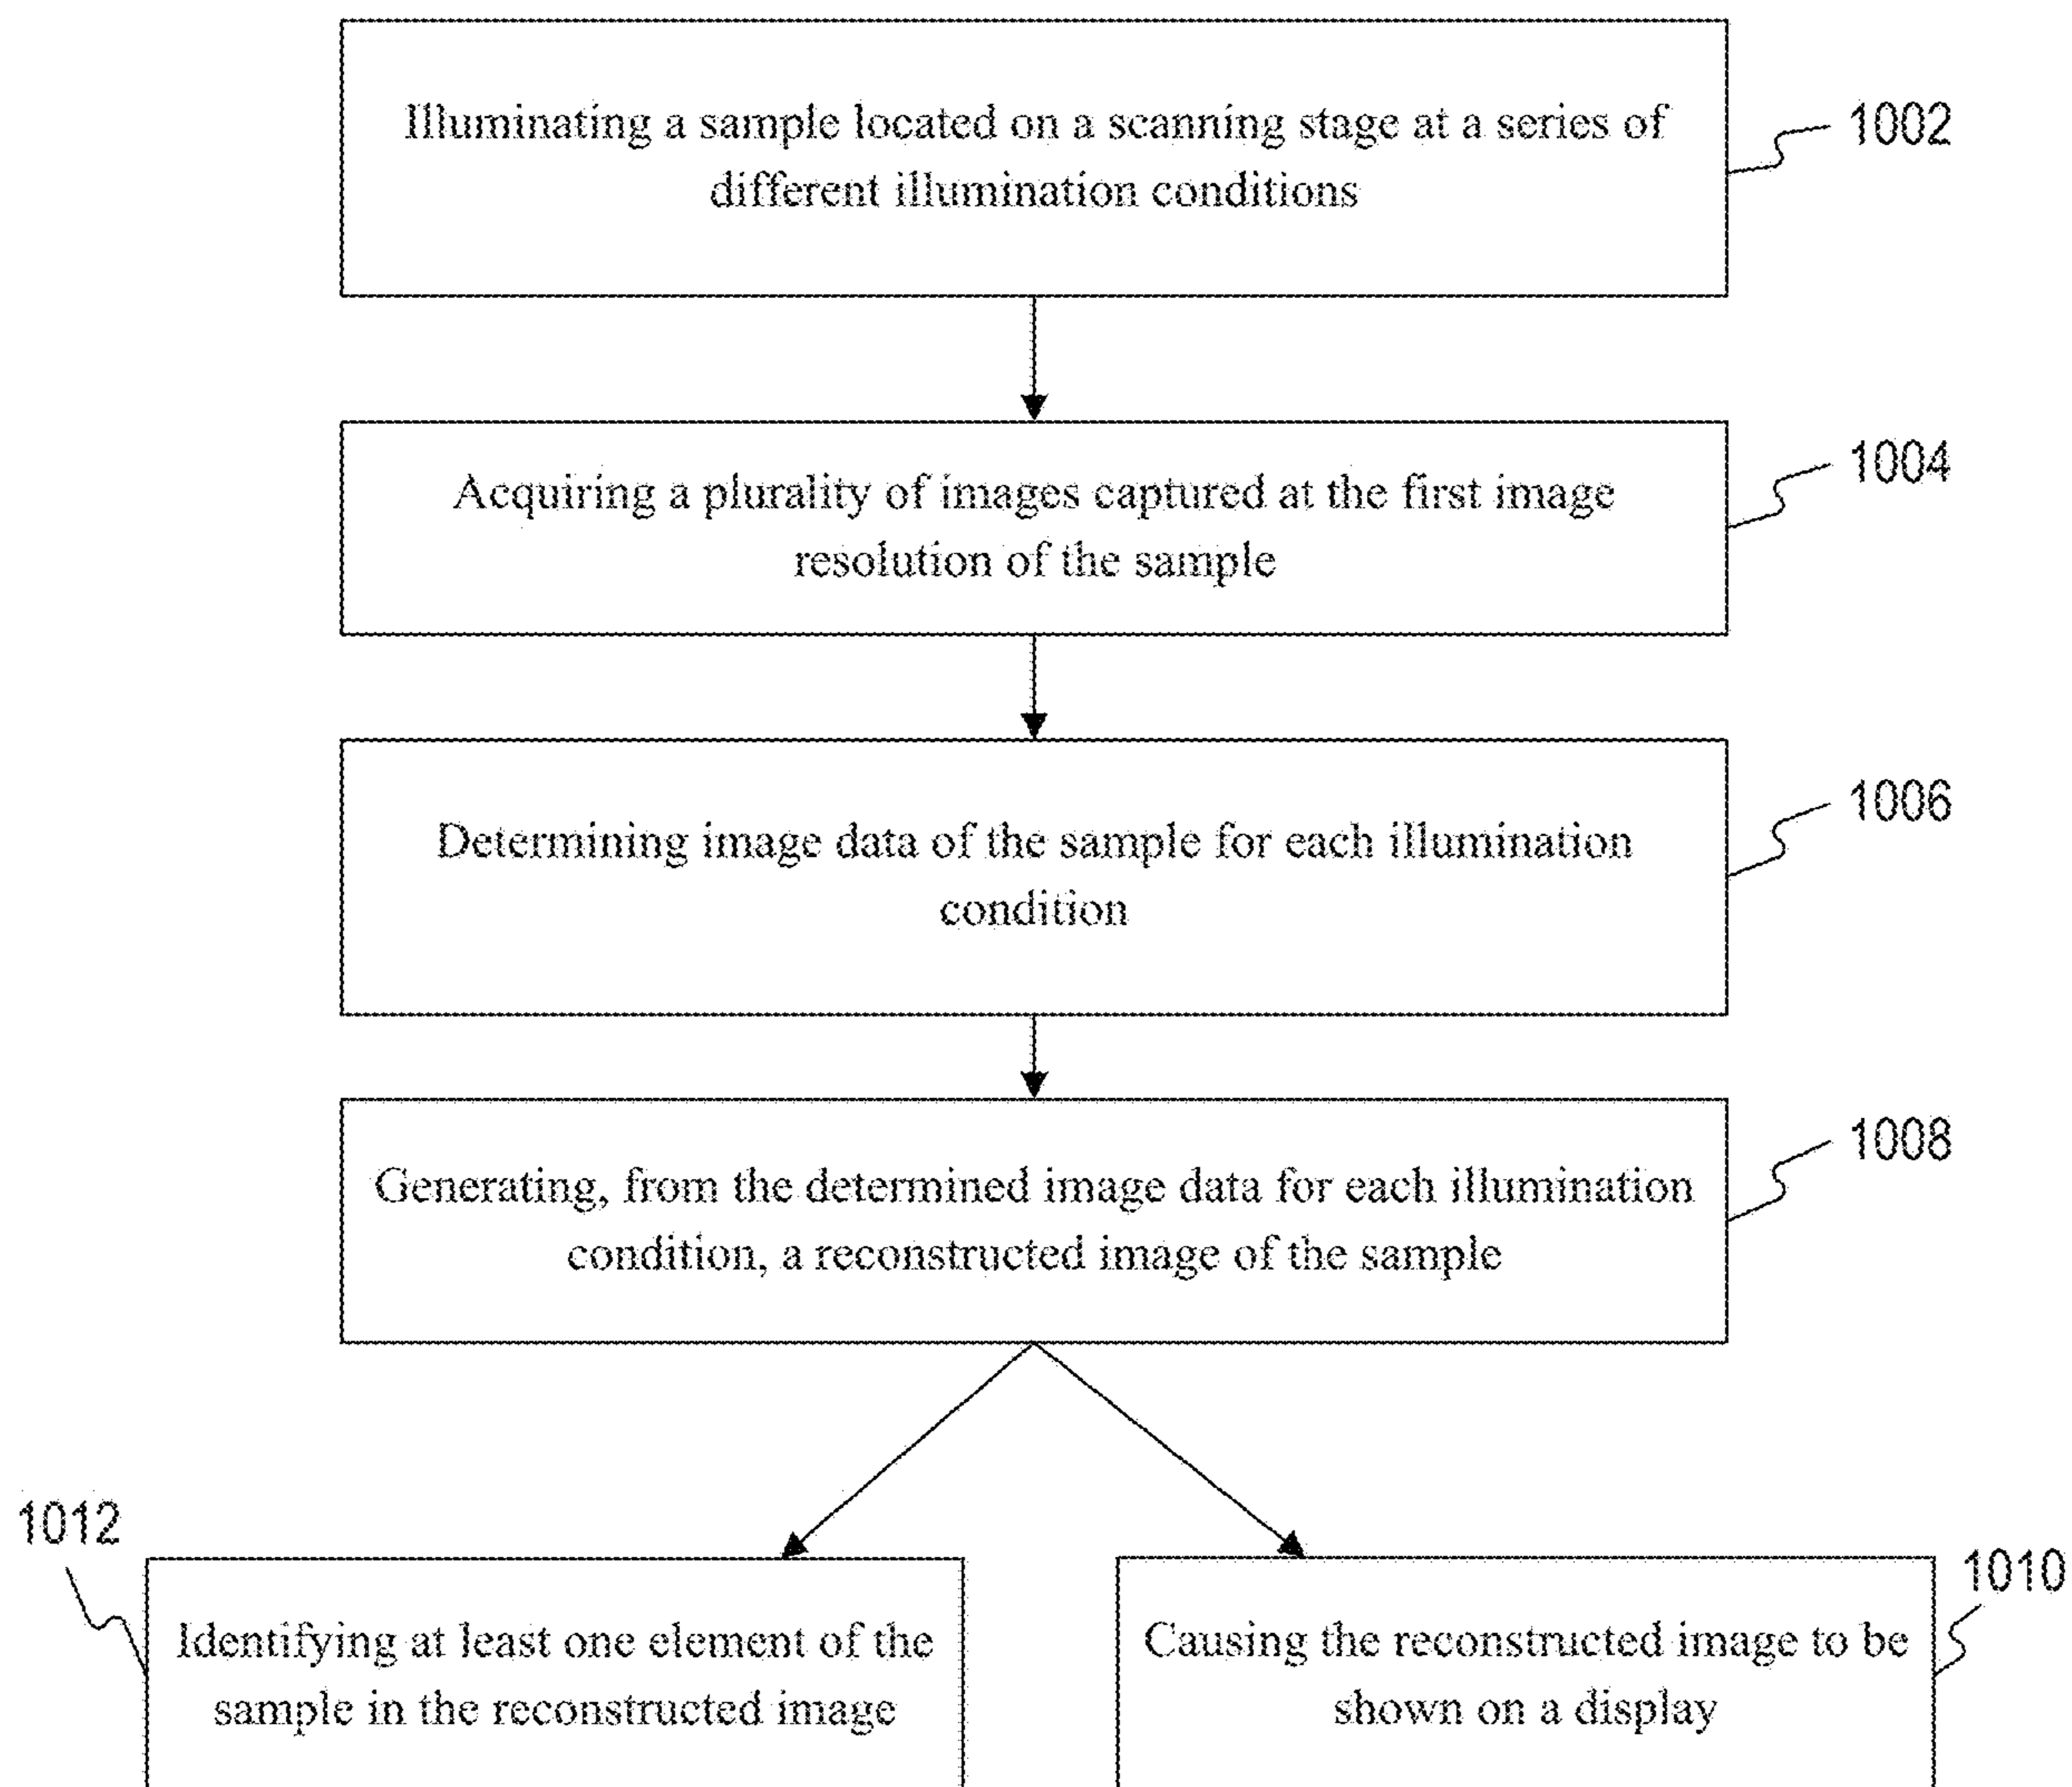 Illuminating a sample located on a scanning stage at a series of
different illumination conditions
1002
Acquiring a plurality of images captured at the first image
resolution of the sample
1004
Determining image data of the sample for each illumination
condition
1006
Generating, from the determined image data for each illumination
condition, a reconstructed image of the sample
1008
1012
Identifying at least one element of the
sample in the reconstructed image
Causing the reconstructed image to be
shown on a display
1010